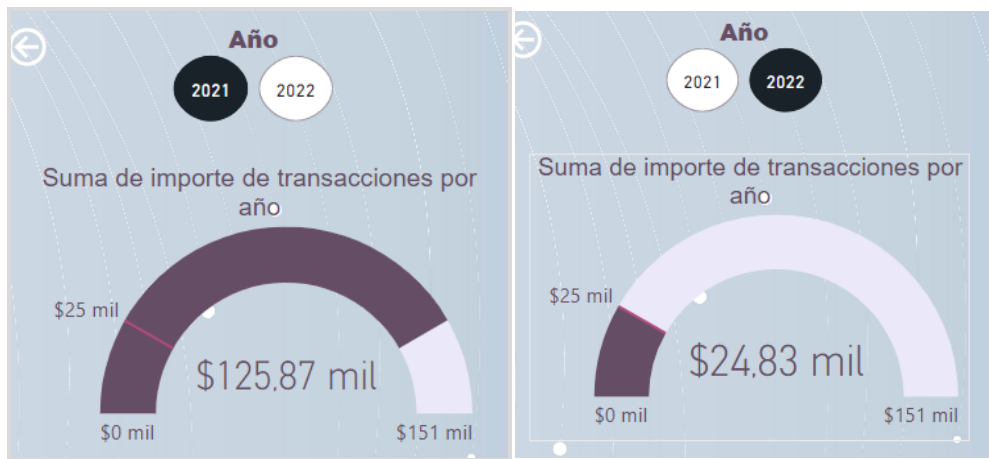 Año
2021 2022
Suma de importe de transacciones por
año
$25 mil
$125,87 mil
$0 mil $151 mil
Año
2021 2022
Suma de importe de transacciones por
año
$25 mil
$24,83 mil
$0 mil $151 mil